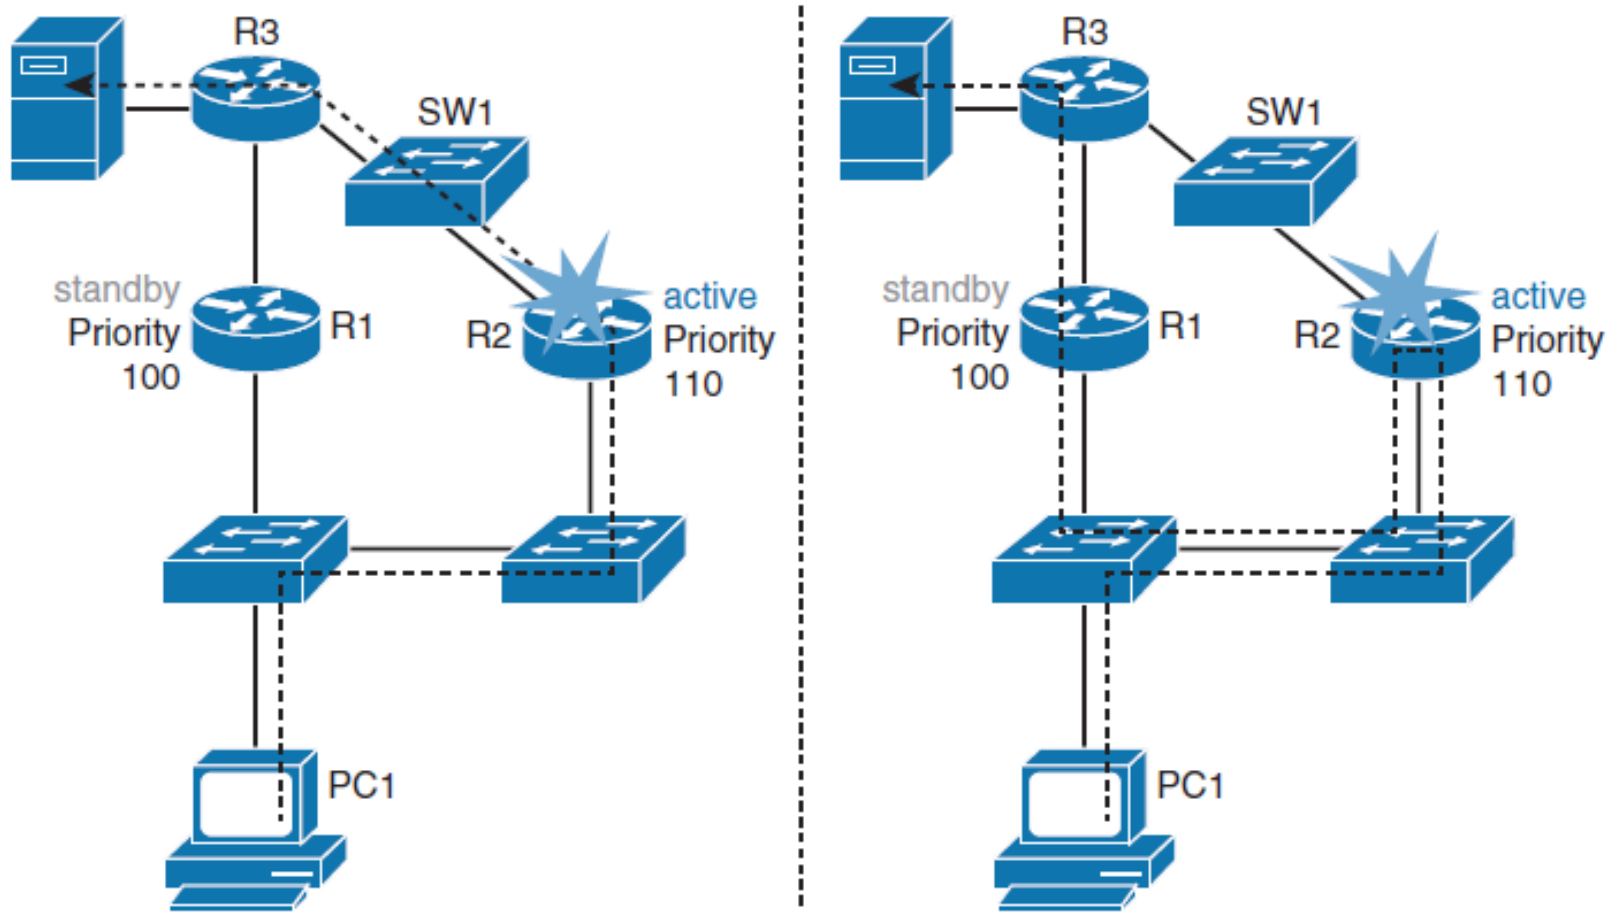 R3
SW1
standby
Priority
100
R1
R2
active
Priority
110
PC1
R3
SW1
standby
Priority
100
R1
R2
active
Priority
110
PC1